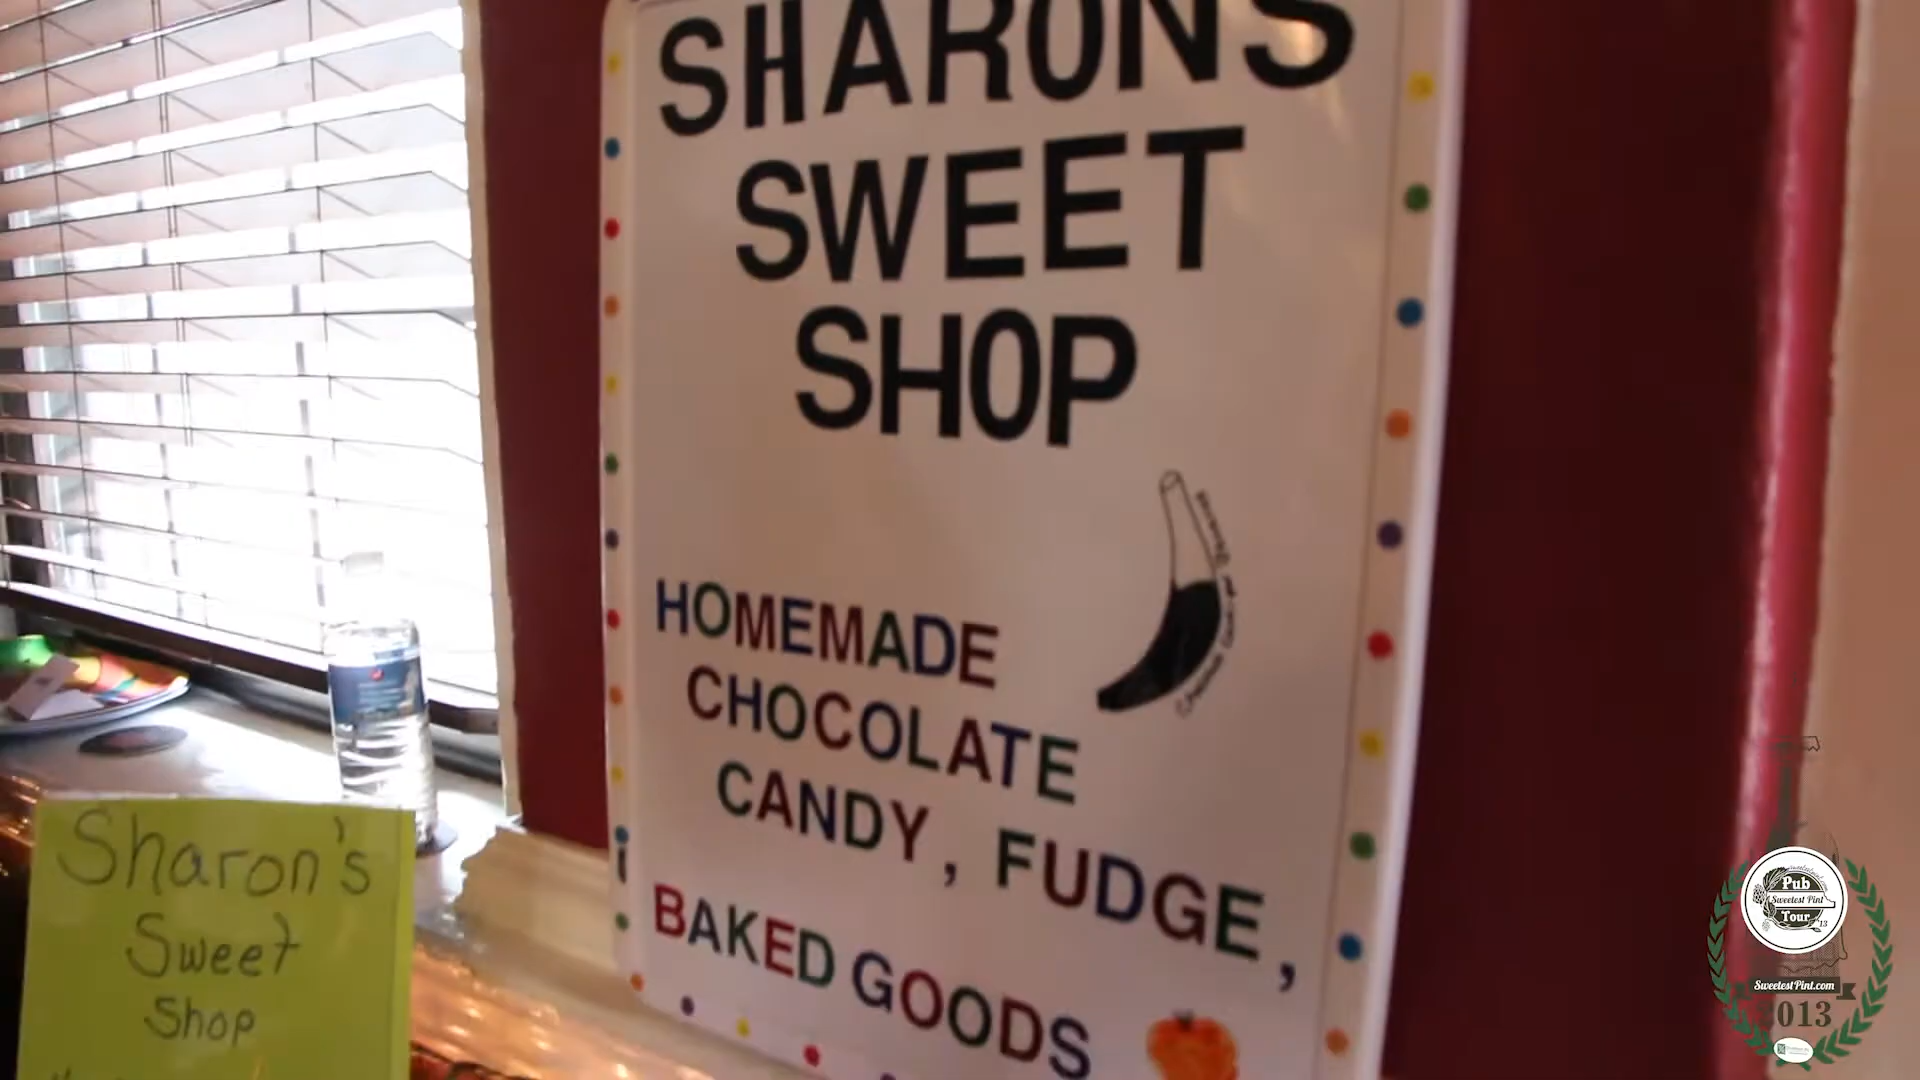 SHARON'S
SWEET
SHOP
HOMEMADE
CHOCOLATE
CANDY, FUDGE,
BAKED GOODS
Sharon's
Sweet
Shop
Pub
Sweetest Pint
Tour
13
SweetestPint.com
2013